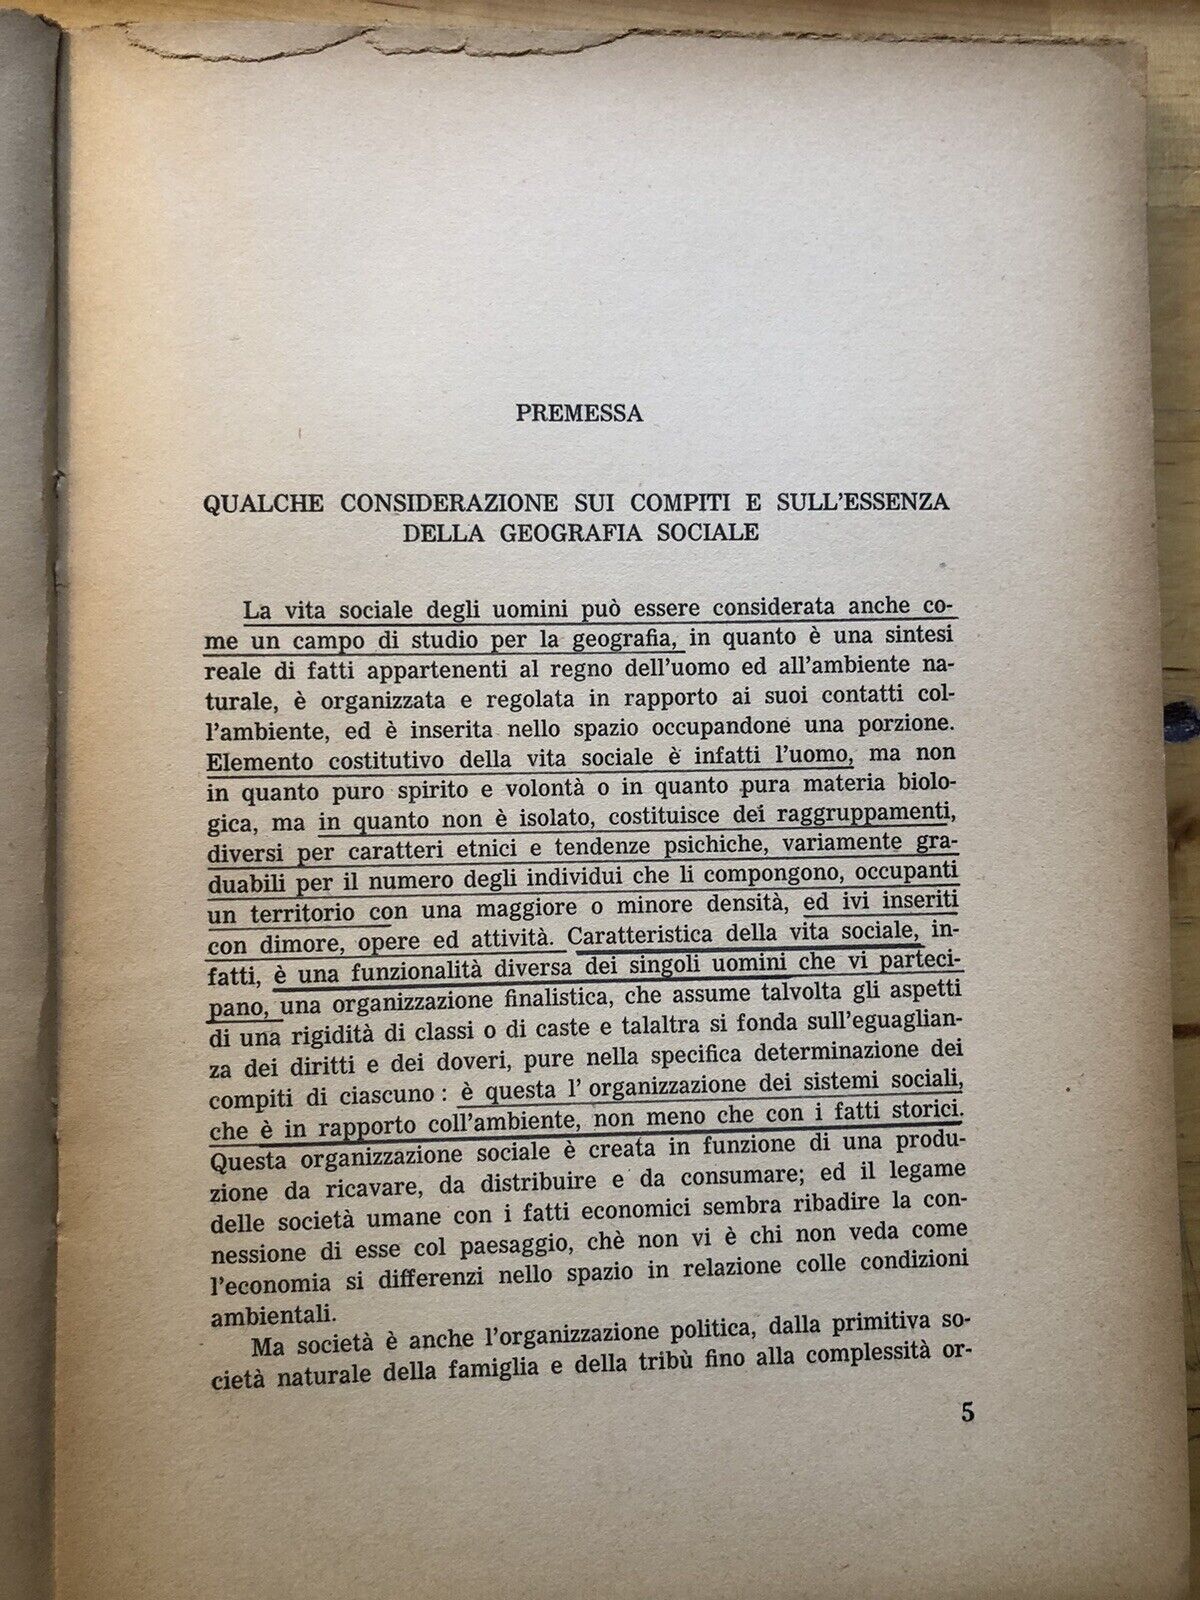 PREMESSA
QUALCHE CONSIDERAZIONE SUI COMPITI E SULL'ESSENZA
DELLA GEOGRAFIA SOCIALE
La vita sociale degli uomini può essere considerata anche co-
me un campo di studio per la geografia, in quanto è una sintesi
reale di fatti appartenenti al regno dell'uomo ed all'ambiente na-
turale, è organizzata e regolata in rapporto ai suoi contatti col-
l'ambiente, ed è inserita nello spazio occupandone una porzione.
Elemento costitutivo della vita sociale è infatti l'uomo, ma non
in quanto puro spirito e volontà o in quanto pura materia biolo-
gica, ma in quanto non è isolato, costituisce dei raggruppamenti,
diversi per caratteri etnici e tendenze psichiche, variamente gra-
duabili per il numero degli individui che li compongono, occupanti
un territorio con una maggiore o minore densità, ed ivi inseriti
con dimore, opere ed attività. Caratteristica della vita sociale, in-
fatti, è una funzionalità diversa dei singoli uomini che vi parteci-
pano, una organizzazione finalistica, che assume talvolta gli aspetti
di una rigidità di classi o di caste e talaltra si fonda sull'eguaglian-
za dei diritti e dei doveri, pure nella specifica determinazione dei
compiti di ciascuno : è questa l' organizzazione dei sistemi sociali,
che è in rapporto coll'ambiente, non meno che con i fatti storici.
Questa organizzazione sociale è creata in funzione di una produ-
zione da ricavare, da distribuire e da consumare; ed il legame
delle società umane con i fatti economici sembra ribadire la con-
nessione di esse col paesaggio, chè non vi è chi non veda come
l'economia si differenzi nello spazio in relazione colle condizioni
ambientali.
Ma società è anche l'organizzazione politica, dalla primitiva so-
cietà naturale della famiglia e della tribù fino alla complessità or-
5